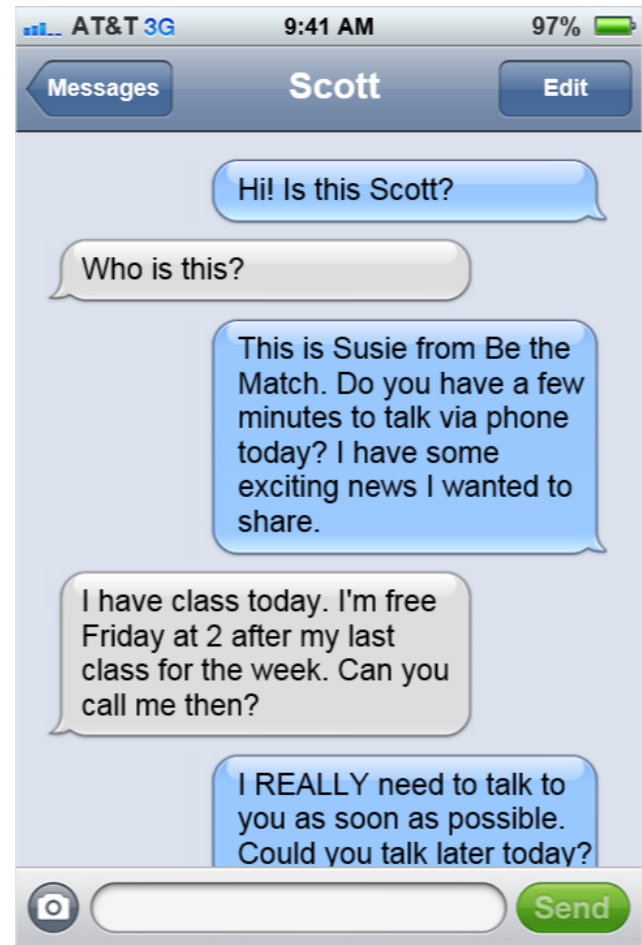 AT&T 3G 9:41 AM 97%
Messages Scott Edit
Hi! Is this Scott?
Who is this?
This is Susie from Be the
Match. Do you have a few
minutes to talk via phone
today? I have some
exciting news I wanted to
share.
I have class today. I'm free
Friday at 2 after my last
class for the week. Can you
call me then?
I REALLY need to talk to
you as soon as possible.
Could you talk later today?
Send